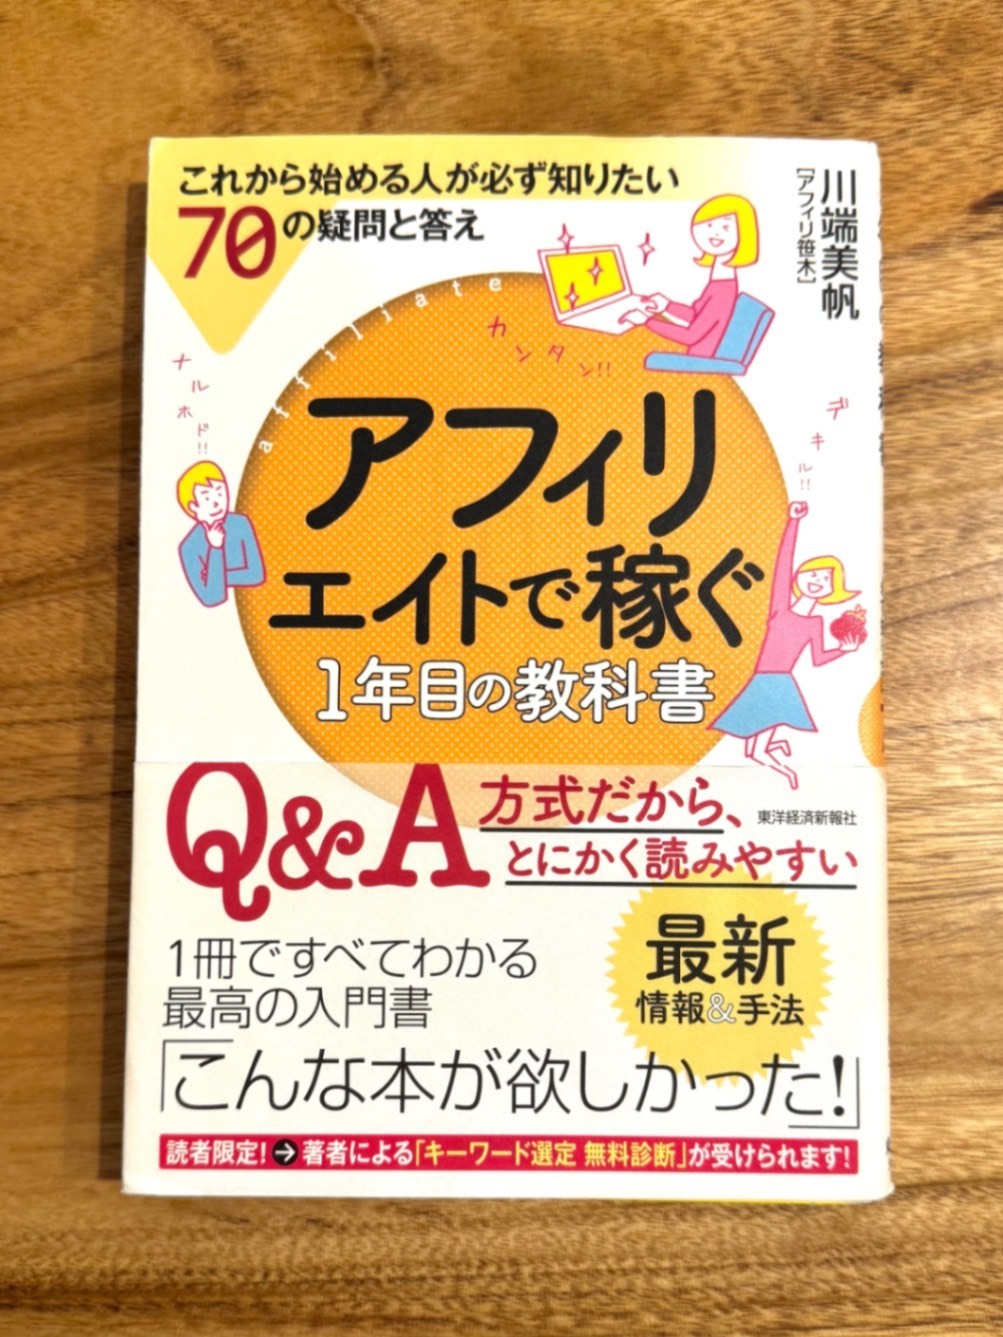 これから始める人が必ず知りたい
70の疑問と答え
川端美帆
[アフィリ笹木]
affiliate
カンタン!!
ナルホド!!
デキル!!
アフィリ
エイトで稼ぐ
1年目の教科書
Q&A方式だから、
とにかく読みやすい
東洋経済新報社
1冊ですべてわかる
最高の入門書
最新
情報&手法
「こんな本が欲しかった!」
読者限定!→著者による「キーワード選定 無料診断」が受けられます!